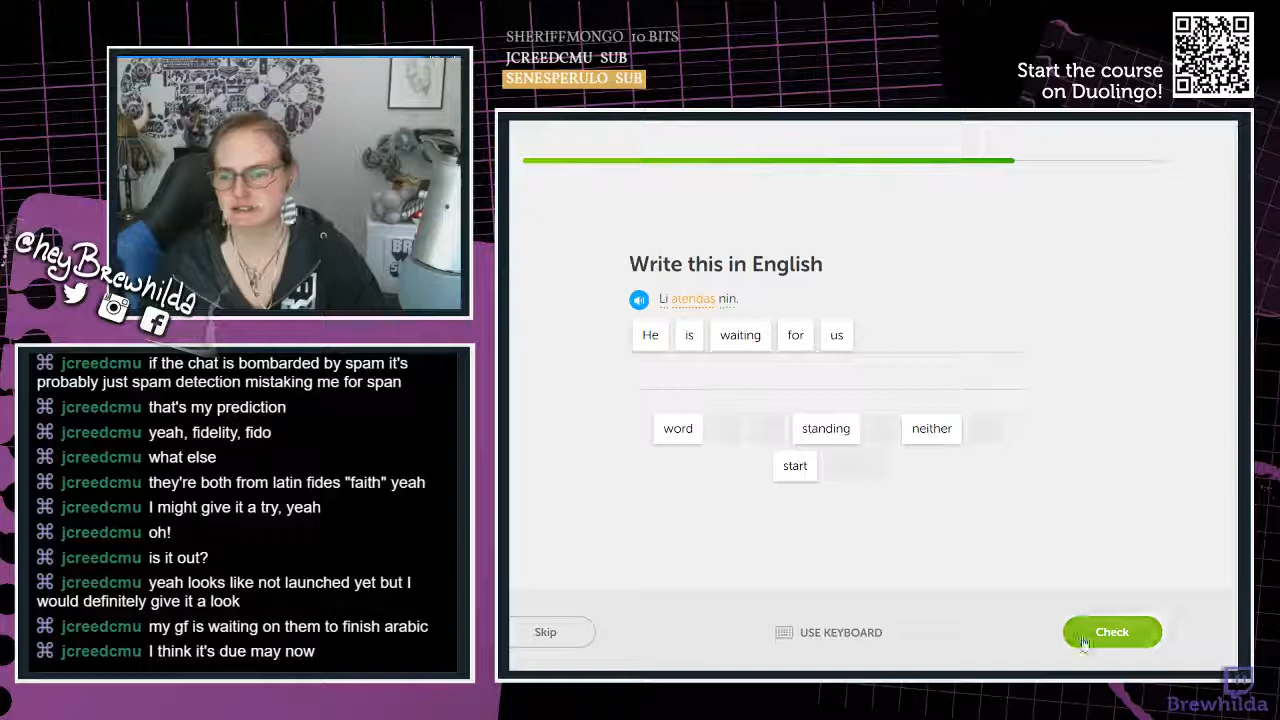 SHERIFFMONGO 10 BITS
JCREEDCMU SUB
SENESPERULO SUB
Start the course
on Duolingo!
@heyBrewhilda
Write this in English
Li atendas nin.
He is waiting for us
word standing neither
start
Skip
USE KEYBOARD
Check
jcreedcmu if the chat is bombarded by spam it's
probably just spam detection mistaking me for span
jcreedcmu that's my prediction
jcreedcmu yeah, fidelity, fido
jcreedcmu what else
jcreedcmu they're both from latin fides "faith" yeah
jcreedcmu I might give it a try, yeah
jcreedcmu oh!
jcreedcmu is it out?
jcreedcmu yeah looks like not launched yet but I
would definitely give it a look
jcreedcmu my gf is waiting on them to finish arabic
jcreedcmu I think it's due may now
Brewhilda